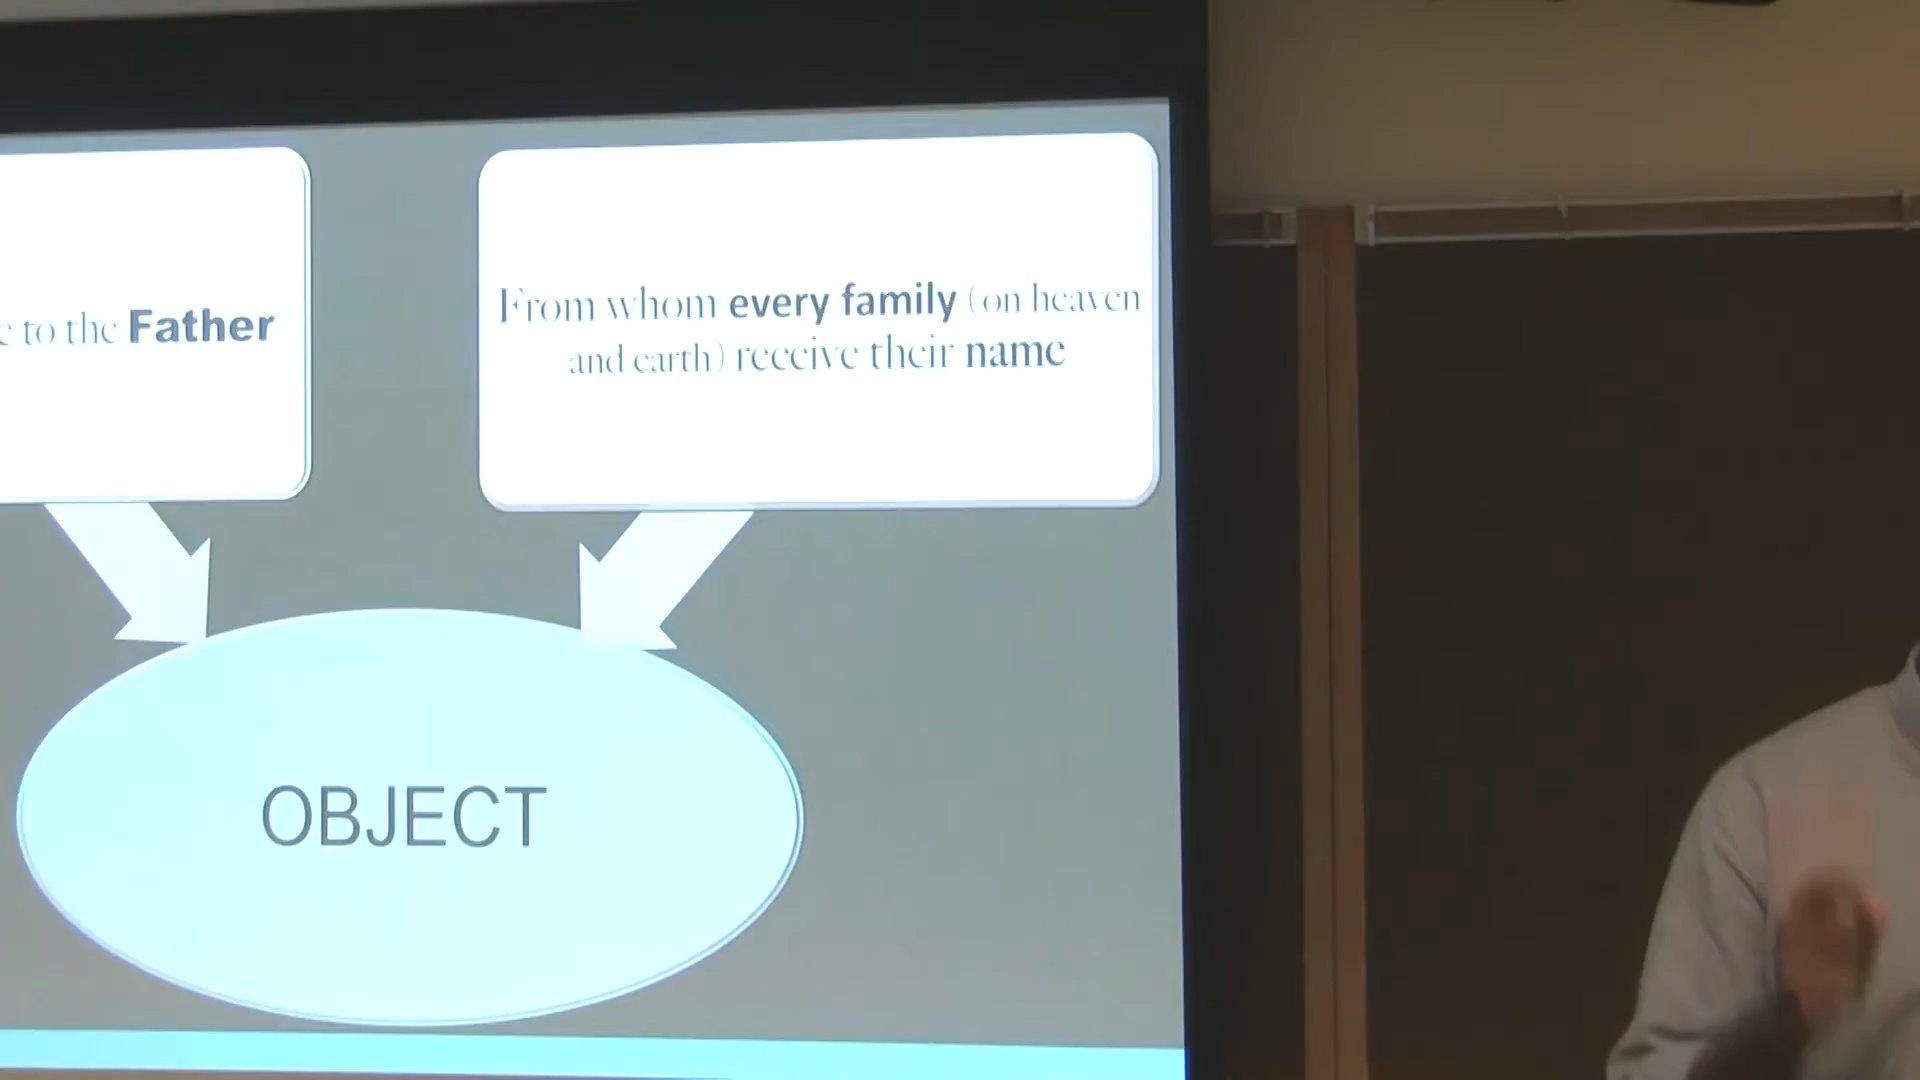 to the Father
From whom every family (on heaven
and earth) receive their name
OBJECT